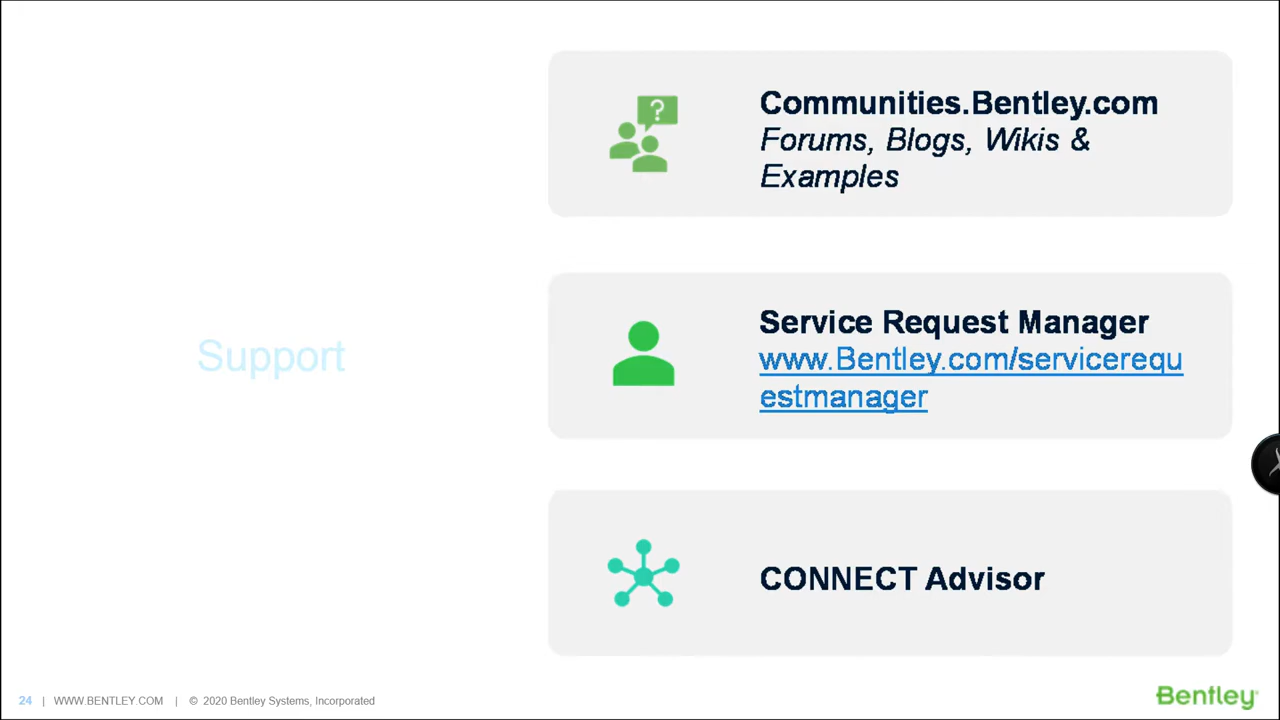 Support
?
Communities.Bentley.com
Forums, Blogs, Wikis &
Examples
Service Request Manager
www.Bentley.com/servicerequ
estmanager
CONNECT Advisor
24 | WWW.BENTLEY.COM | © 2020 Bentley Systems, Incorporated
Bentley